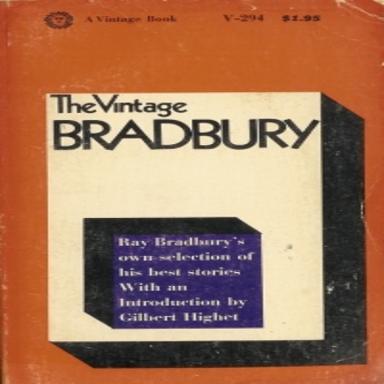 A Vintage Book V-294 $1.95
The Vintage
BRADBURY
Ray Bradbury's
own selection of
his best stories
With an
Introduction by
Gilbert Highet